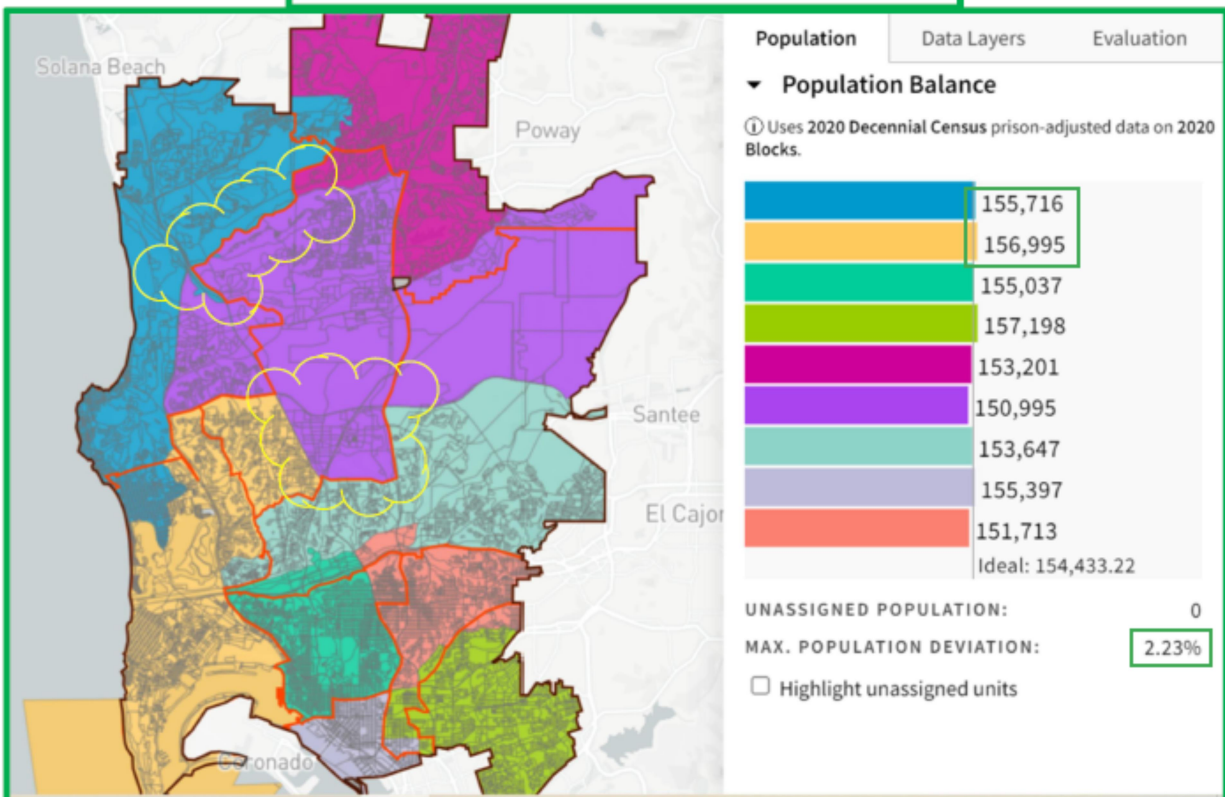 Solana Beach
Poway
Santee
El Cajor
Coronado
Population
Data Layers
Evaluation
Population Balance
Uses 2020 Decennial Census prison-adjusted data on 2020
Blocks.
155,716
156,995
155,037
157,198
153,201
150,995
153,647
155,397
151,713
Ideal: 154,433.22
UNASSIGNED POPULATION: 0
MAX. POPULATION DEVIATION: 2.23%
Highlight unassigned units